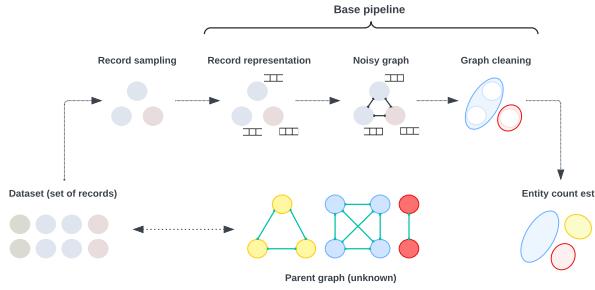 Base pipeline
Record sampling
Record representation
Noisy graph
Graph cleaning
Dataset (set of records)
Entity count est
Parent graph (unknown)